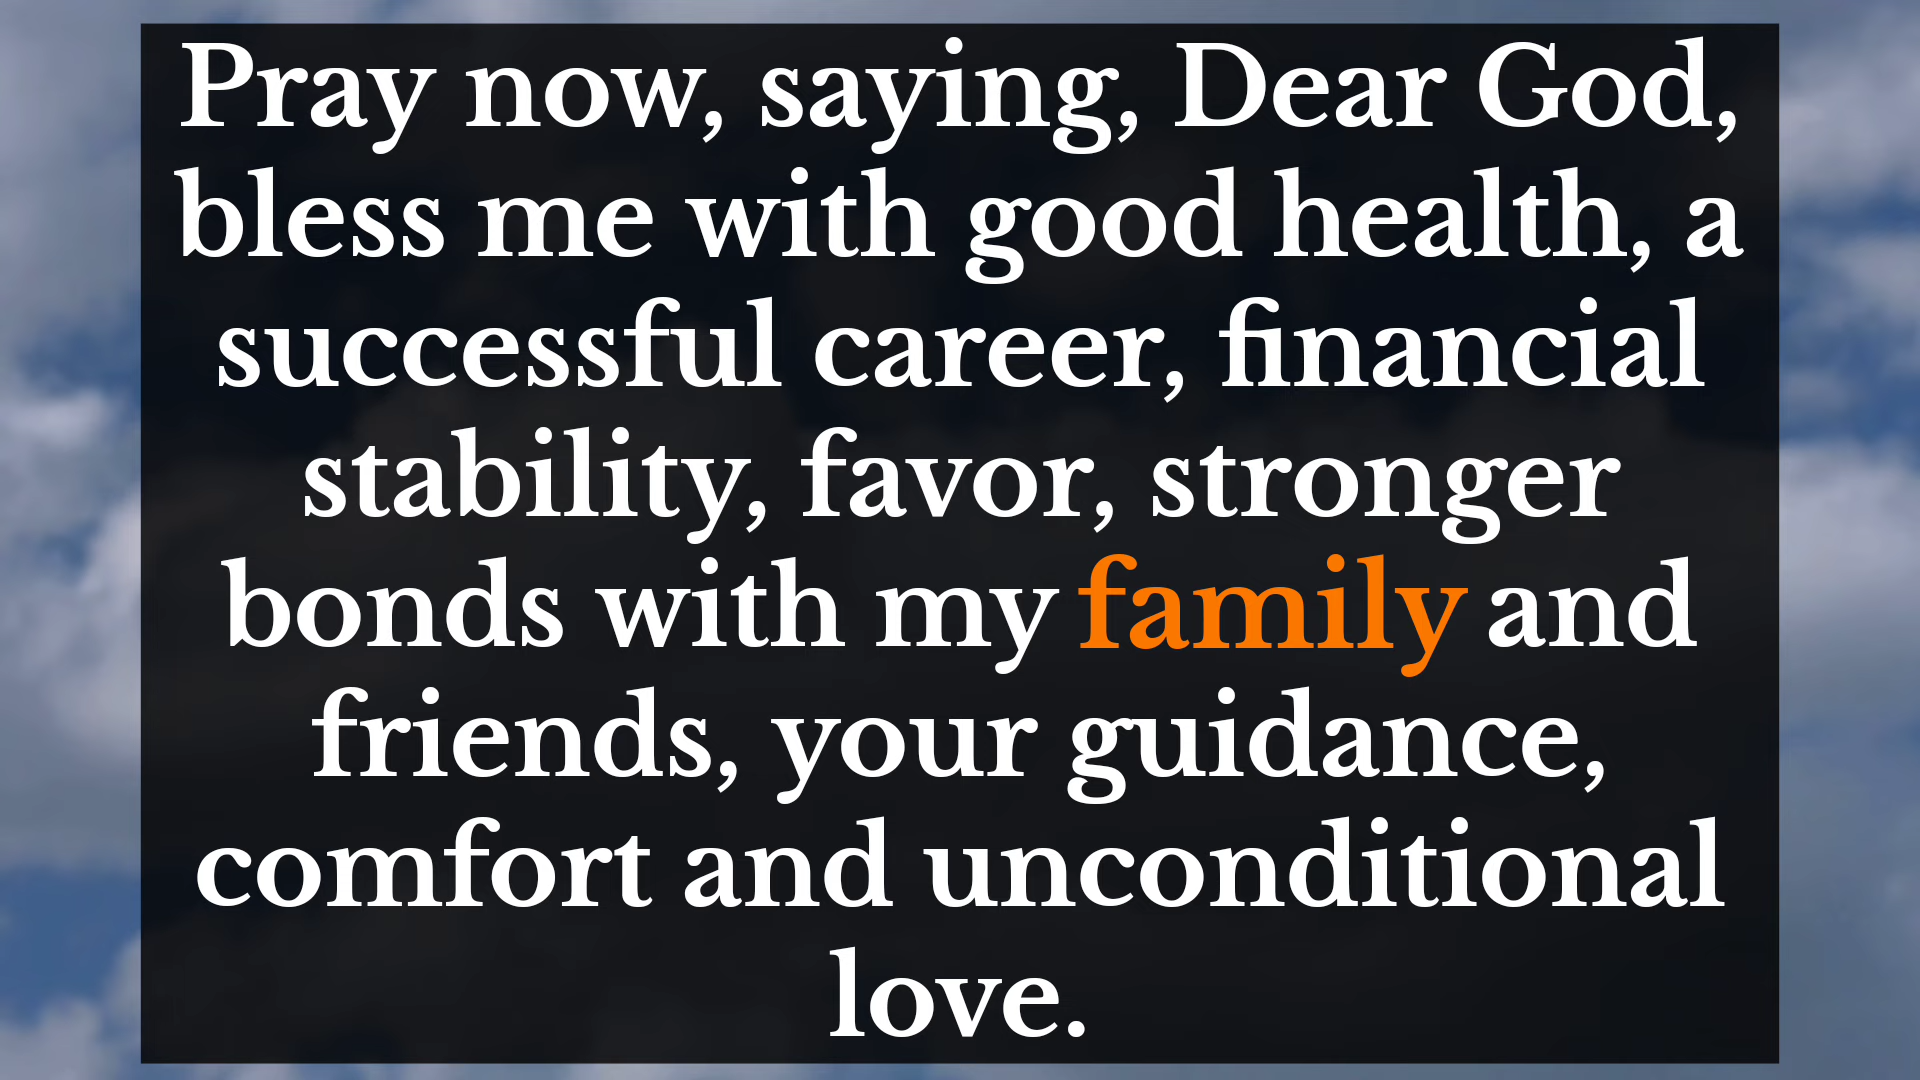 Pray now, saying, Dear God,
bless me with good health, a
successful career, financial
stability, favor, stronger
bonds with my family and
friends, your guidance,
comfort and unconditional
love.